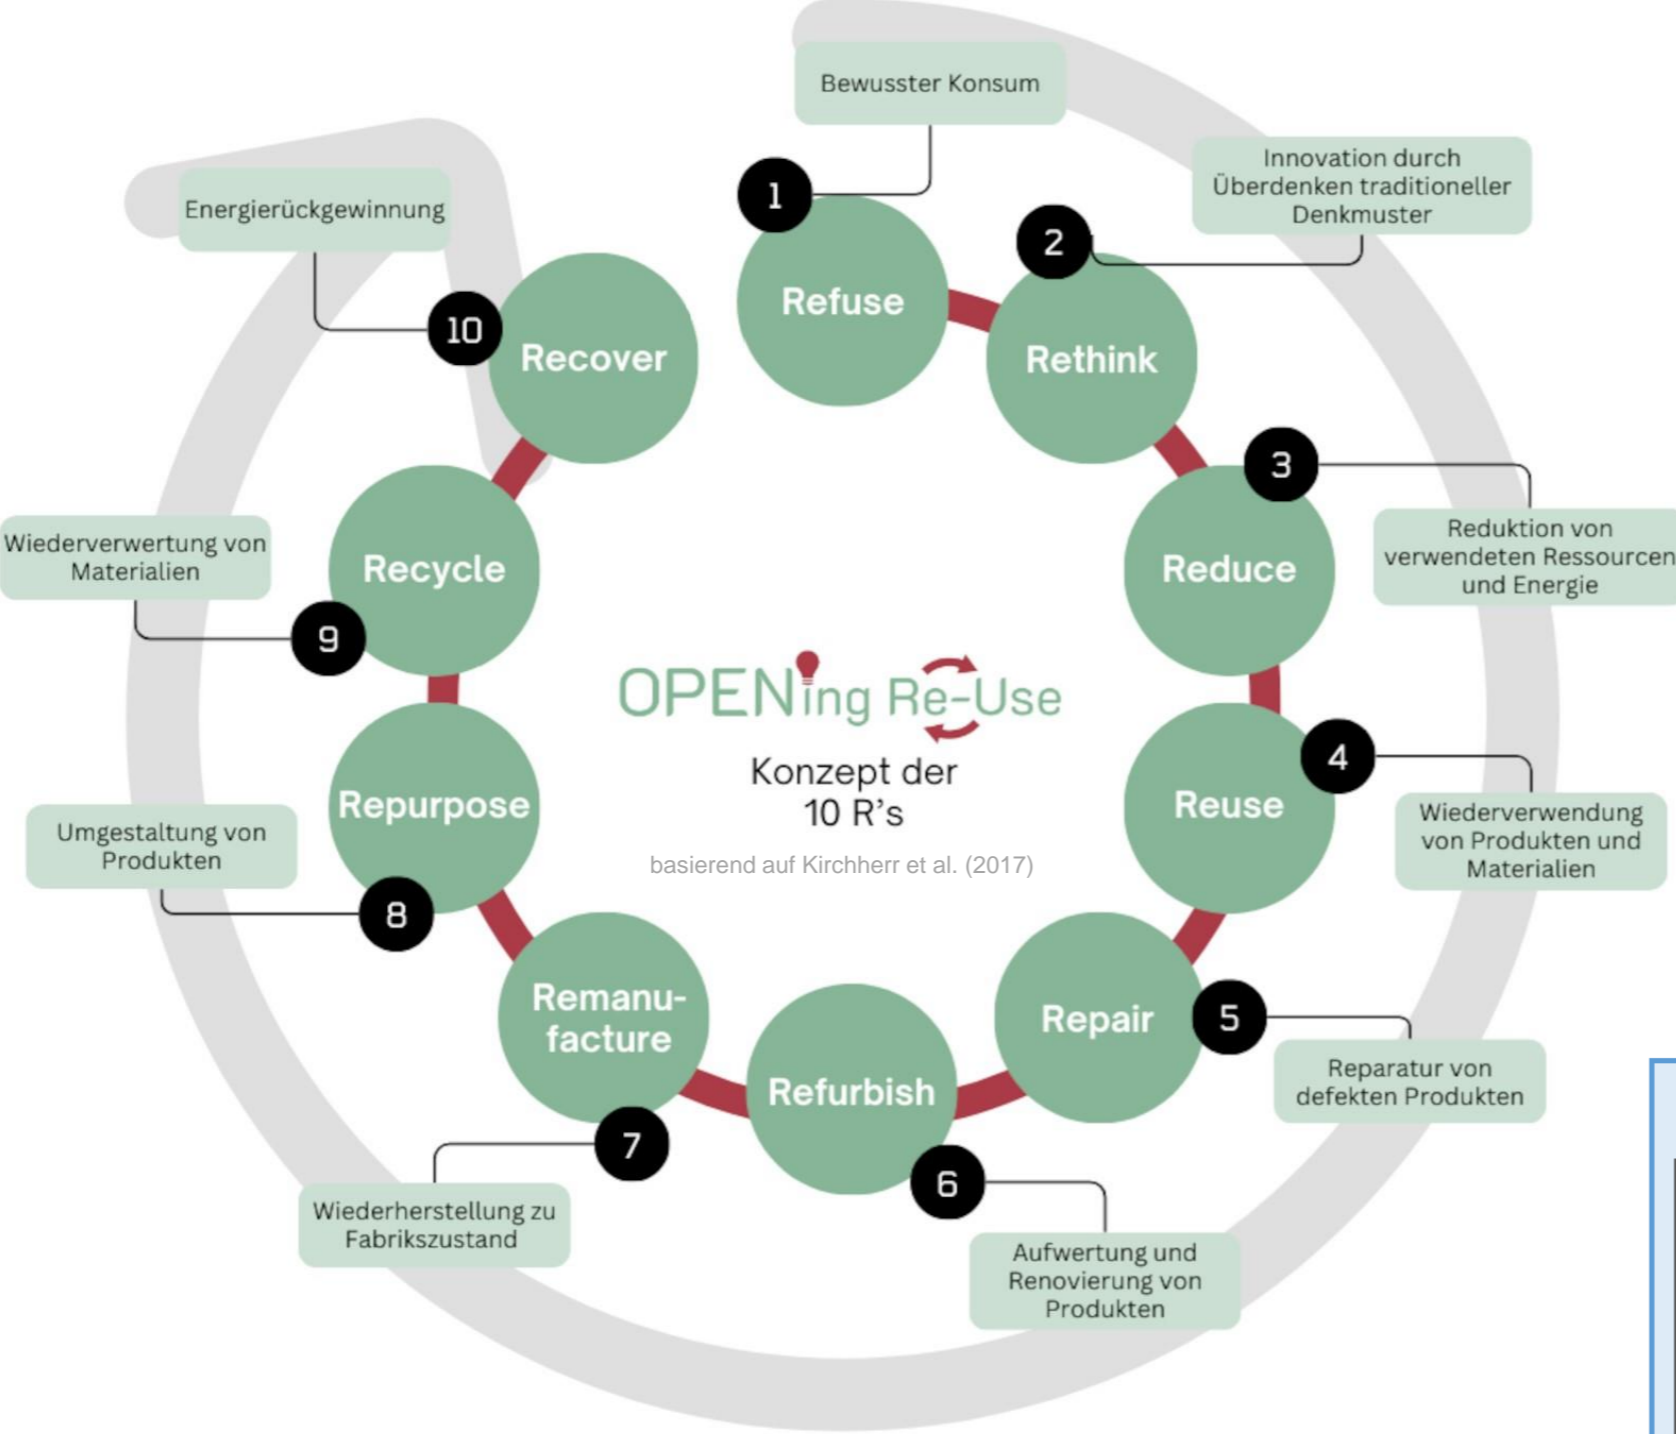 Bewusster Konsum
1
Refuse
Innovation durch
Überdenken traditioneller
Denkmuster
2
Rethink
3
Reduce
Reduktion von
verwendeten Ressourcen
und Energie
4
Reuse
Wiederverwendung
von Produkten und
Materialien
5
Repair
Reparatur von
defekten Produkten
6
Refurbish
Aufwertung und
Renovierung von
Produkten
7
Remanu-
facture
Wiederherstellung zu
Fabrikszustand
8
Repurpose
Umgestaltung von
Produkten
9
Recycle
Wiederverwertung von
Materialien
10
Recover
Energierückgewinnung
OPENing Re-Use
Konzept der
10 R’s
basierend auf Kirchherr et al. (2017)